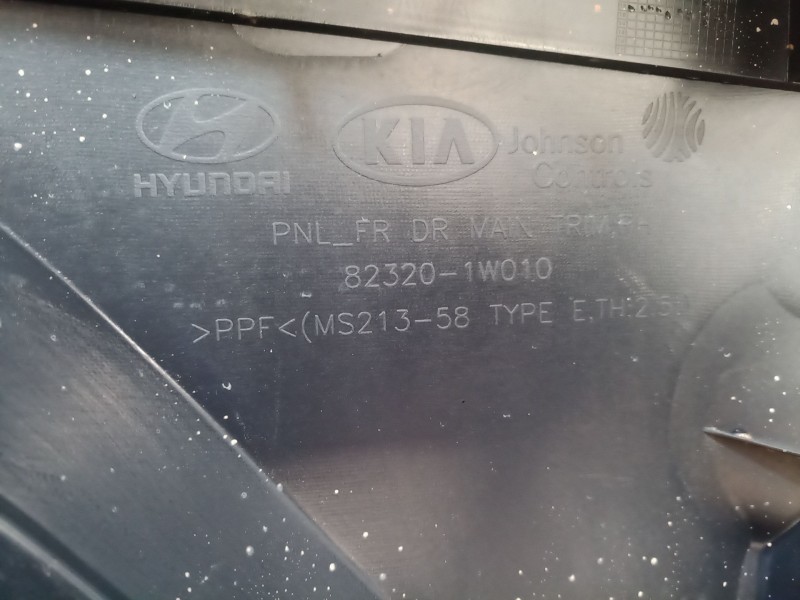 HYUNDAI
KIA
Johnson
Controls
PNL_FR DR MAIN TRIM,RH
82320-1W010
>PPF<(MS213-58 TYPE E,TH:2.5)